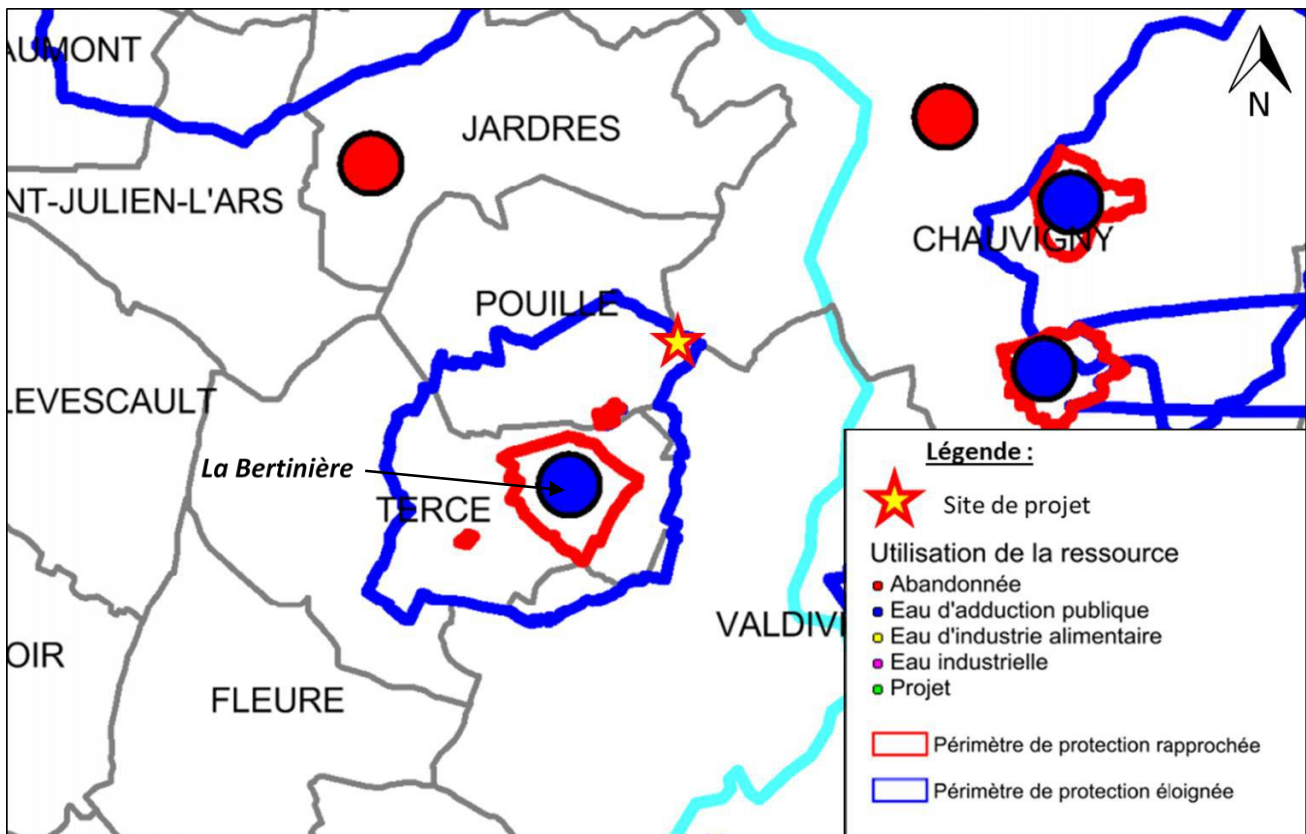 AUMONT
N
JARDRES
NT-JULIEN-L'ARS
CHAUVIGNY
POUILLE
LEVESCAULT
La Bertinière
TERCE
VALDIVI
OIR
FLEURE
Légende :
Site de projet
Utilisation de la ressource
Abandonnée
Eau d'adduction publique
Eau d'industrie alimentaire
Eau industrielle
Projet
Périmètre de protection rapprochée
Périmètre de protection éloignée